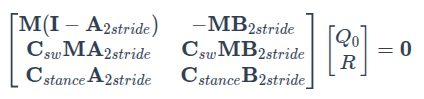 M(I − A2stride) −MB2stride
CswMA2stride CswMB2stride
CstanceA2stride CstanceB2stride
Q0
R
= 0